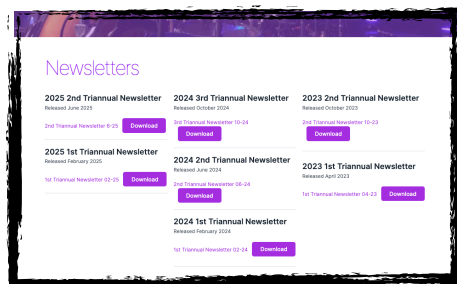 Newsletters
2025 2nd Triannual Newsletter
Released June 2025
2nd Triannual Newsletter 6-25
Download
2025 1st Triannual Newsletter
Released February 2025
1st Triannual Newsletter 02-25
Download
2024 3rd Triannual Newsletter
Released October 2024
3rd Triannual Newsletter 10-24
Download
2024 2nd Triannual Newsletter
Released June 2024
2nd Triannual Newsletter 06-24
Download
2024 1st Triannual Newsletter
Released February 2024
1st Triannual Newsletter 02-24
Download
2023 2nd Triannual Newsletter
Released October 2023
2nd Triannual Newsletter 10-23
Download
2023 1st Triannual Newsletter
Released April 2023
1st Triannual Newsletter 04-23
Download